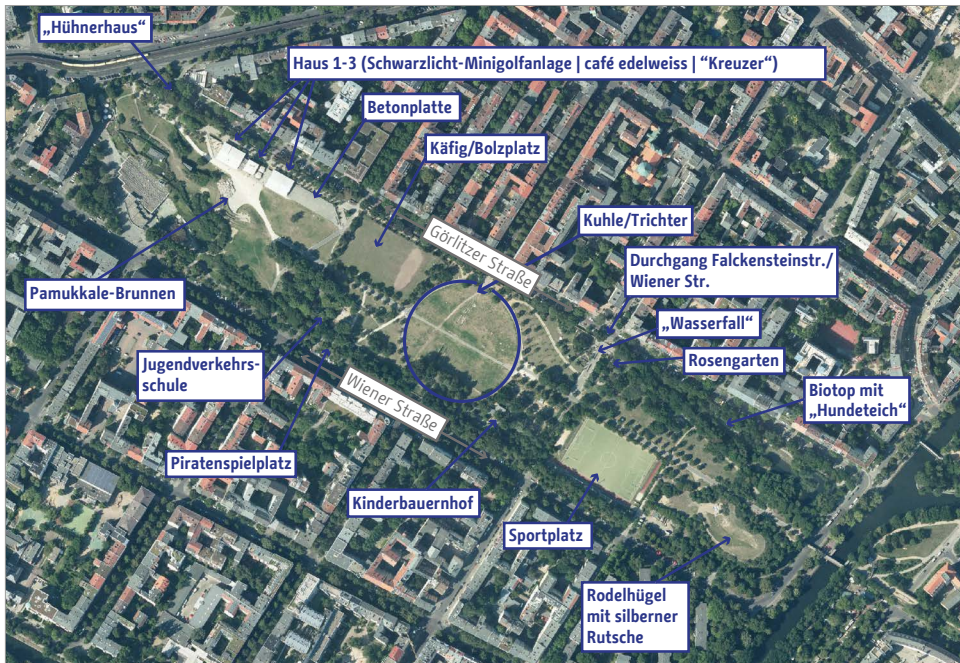 „Hühnerhaus“
Haus 1-3 (Schwarzlicht-Minigolfanlage | café edelweiss | “Kreuzer“)
Betonplatte
Käfig/Bolzplatz
Görlitzer Straße
Kuhle/Trichter
Durchgang Falckensteinstr./
Wiener Str.
Pamukkale-Brunnen
„Wasserfall“
Rosengarten
Jugendverkehrs-
schule
Wiener Straße
Biotop mit
„Hundeteich“
Piratenspielplatz
Kinderbauernhof
Sportplatz
Rodelhügel
mit silberner
Rutsche